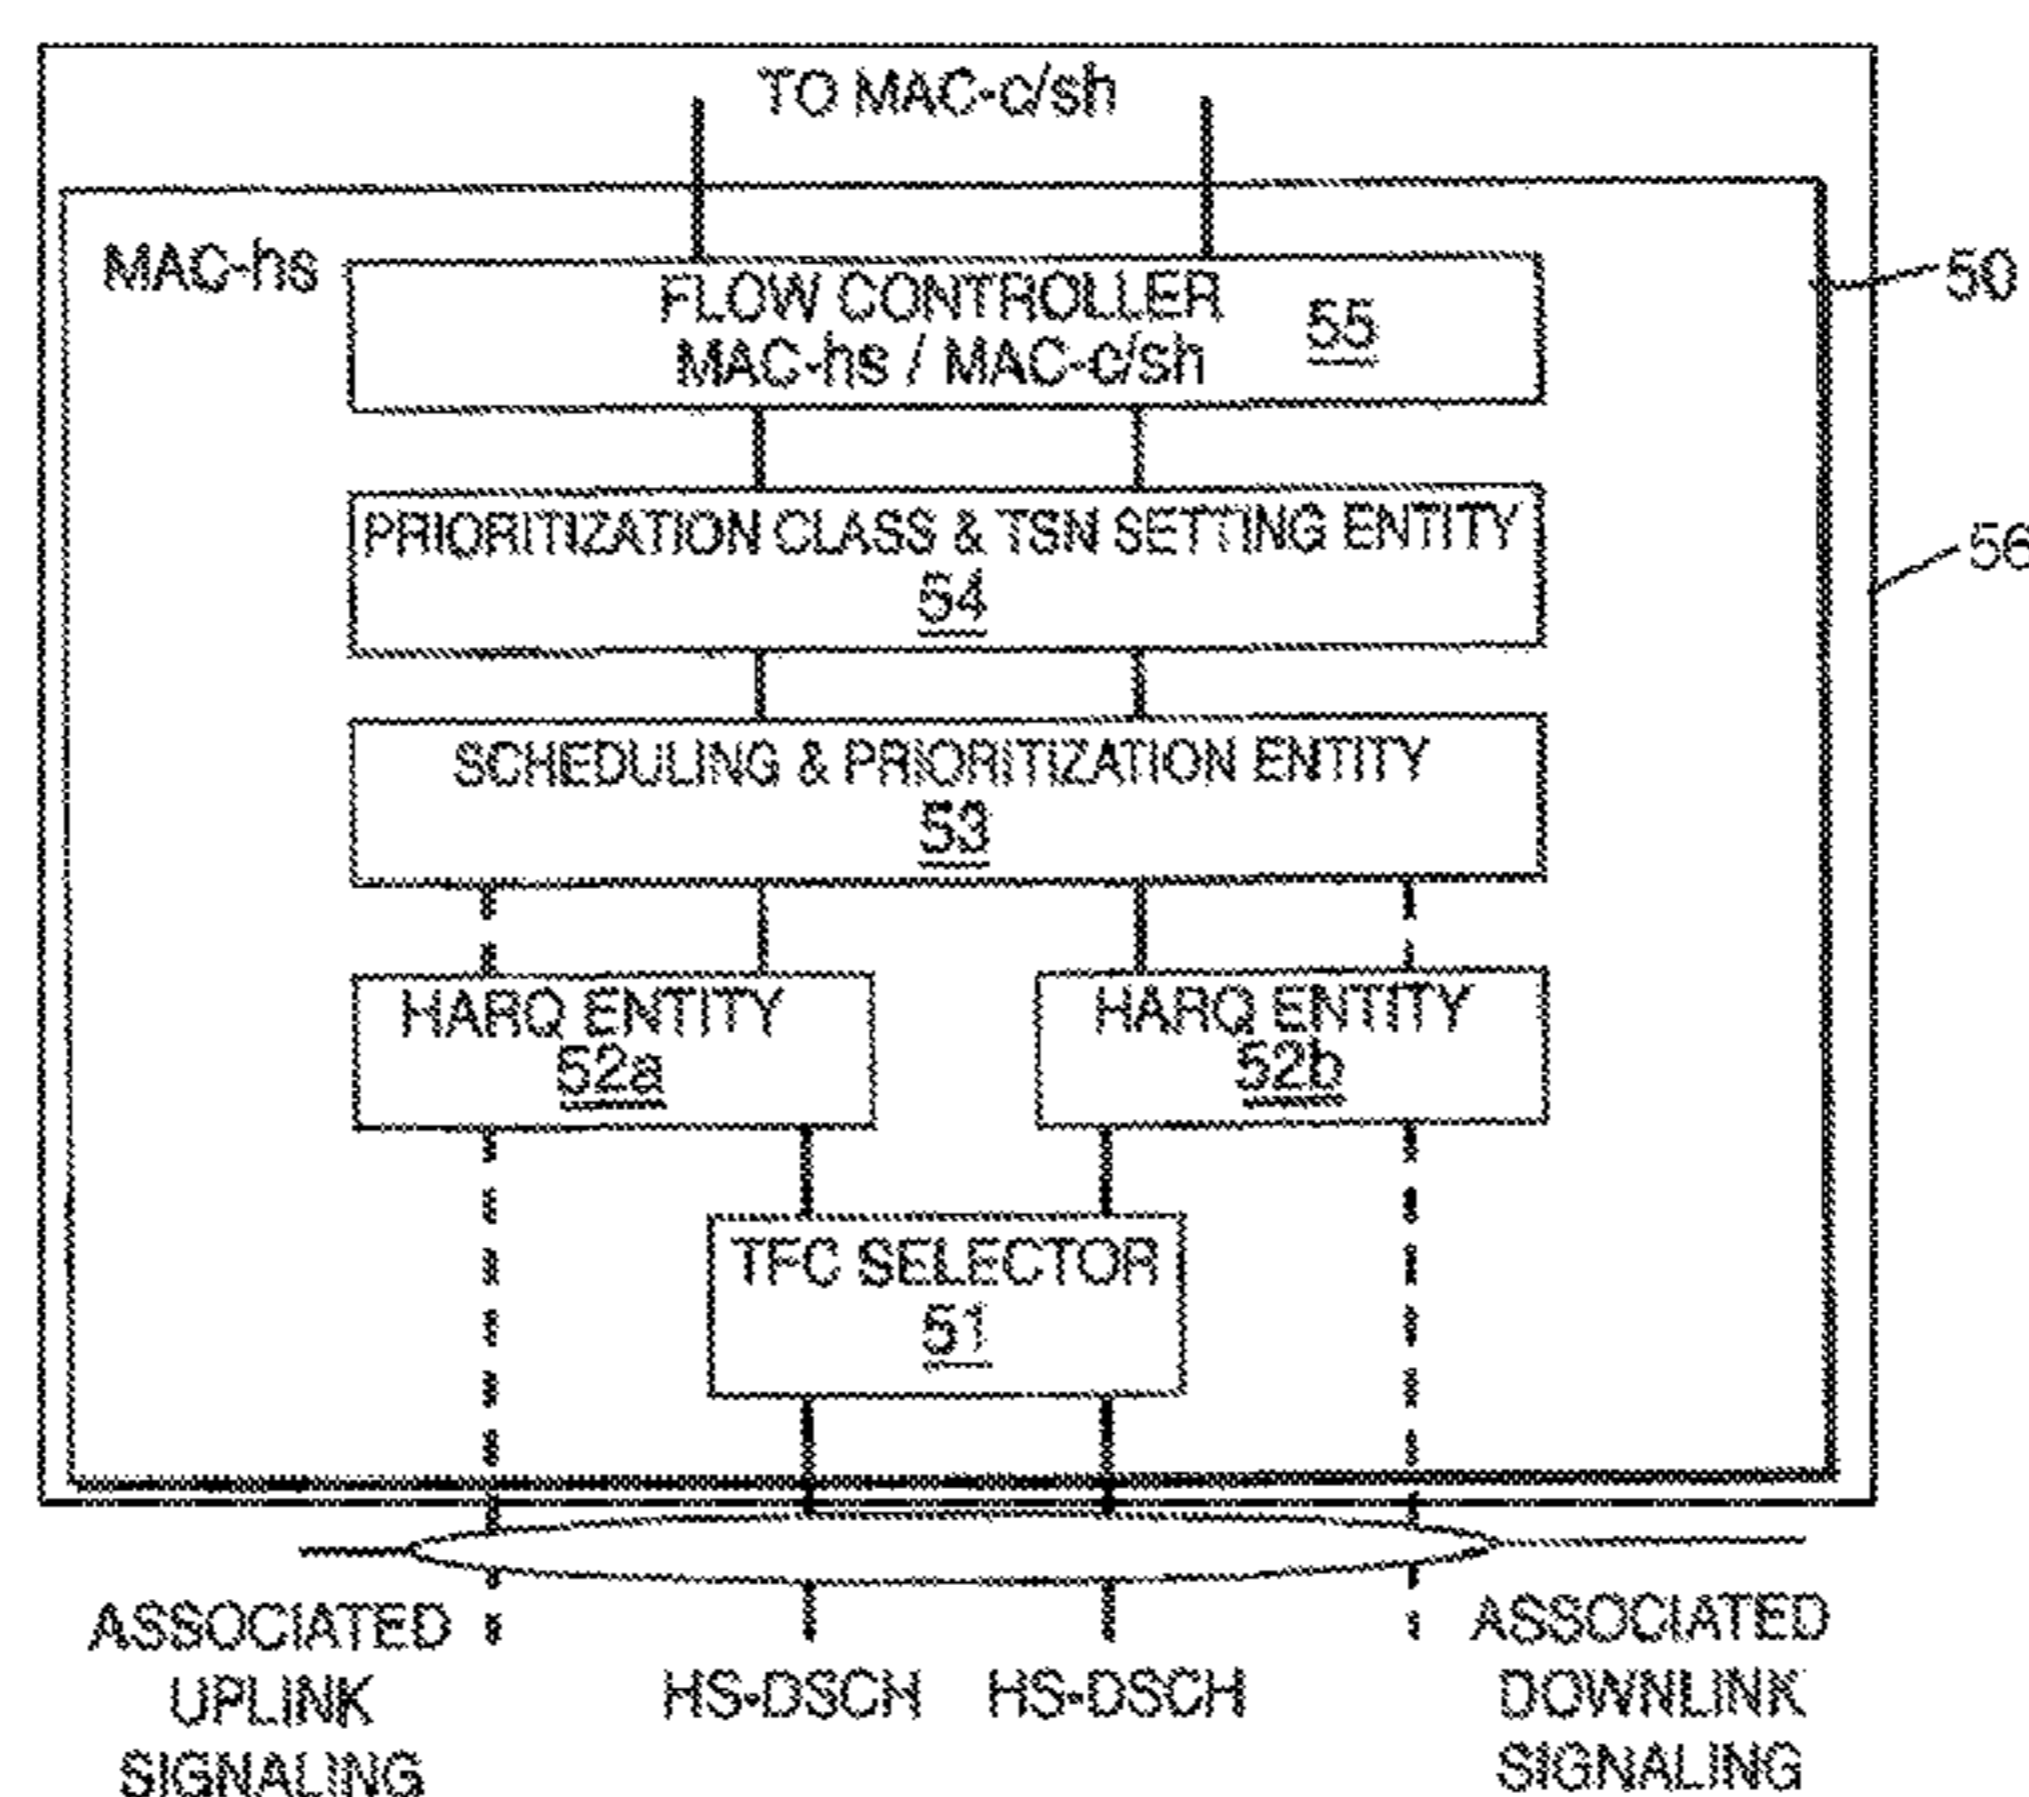 TO MAC-c/sh
MAC-hs
FLOW CONTROLLER
MAC-hs / MAC-c/sh
55
50
PRIORITIZATION CLASS & TSN SETTING ENTITY
54
56
SCHEDULING & PRIORITIZATION ENTITY
53
HARQ ENTITY
52a
HARQ ENTITY
52b
TFC SELECTOR
51
ASSOCIATED
UPLINK
SIGNALING
HS-DSCH
HS-DSCH
ASSOCIATED
DOWNLINK
SIGNALING